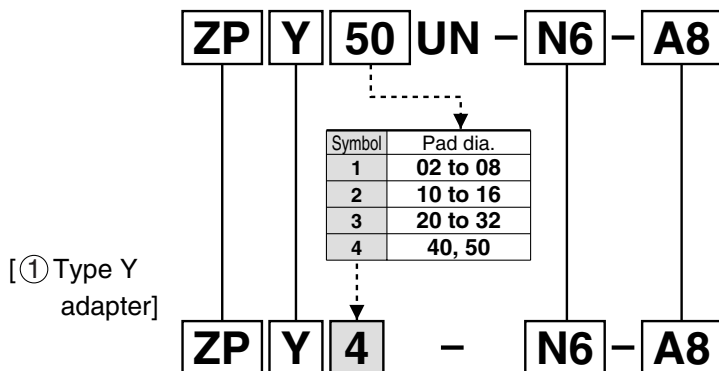 ZP Y 50 UN – N6 – A8
Symbol Pad dia.
1 02 to 08
2 10 to 16
3 20 to 32
4 40, 50
[① Type Y
adapter]
ZP Y 4 – N6 – A8